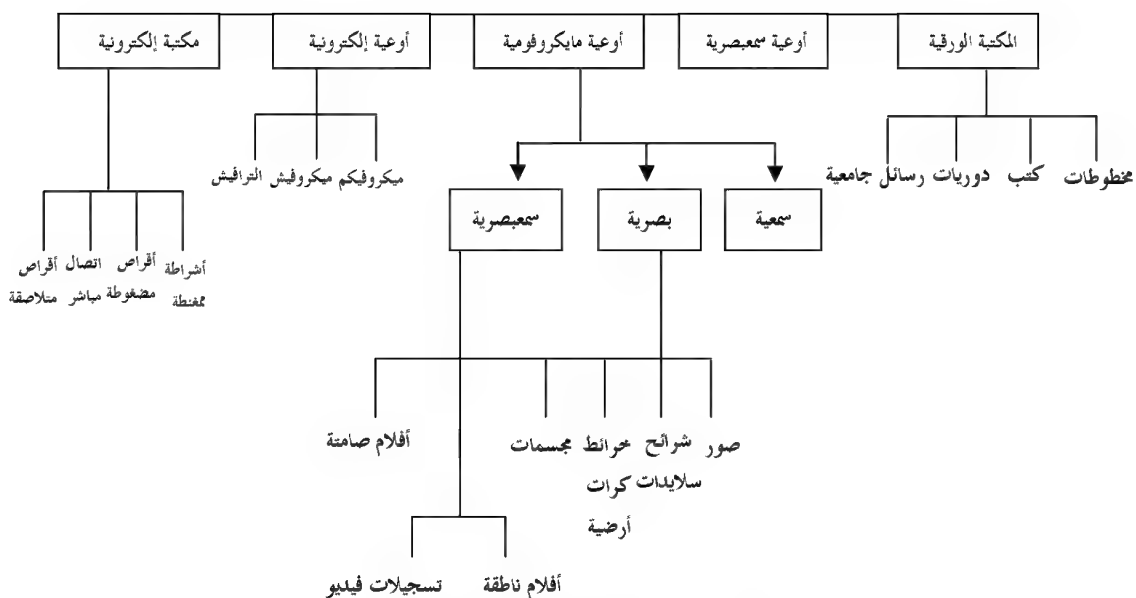 المكتبة الورقية
أوعية سمعبصرية
أوعية مايكروفومية
أوعية إلكترونية
مكتبة إلكترونية
مخطوطات
كتب
دوريات
رسائل جامعية
ميكروفيكم
ميكروفيش
التراقيش
سمعية
بصرية
سمعبصرية
أشراطة
ممغنطة
أقراص
مضغوطة
اتصال
مباشر
أقراص
متلاصقة
صور
شرائح
سلايدات
خرائط
كرات
أرضية
مجسمات
أفلام صامتة
أفلام ناطقة
تسجيلات فيديو